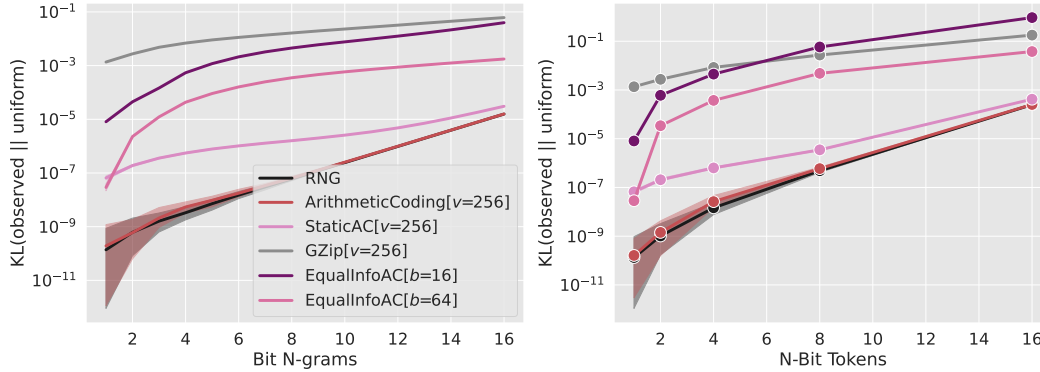 KL(observed || uniform)
10⁻¹
10⁻³
10⁻⁵
10⁻⁷
10⁻⁹
10⁻¹¹
2 4 6 8 10 12 14 16
Bit N-grams
RNG
ArithmeticCoding[v=256]
StaticAC[v=256]
GZip[v=256]
EqualInfoAC[b=16]
EqualInfoAC[b=64]
KL(observed || uniform)
10⁻¹
10⁻³
10⁻⁵
10⁻⁷
10⁻⁹
10⁻¹¹
2 4 6 8 10 12 14 16
N-Bit Tokens